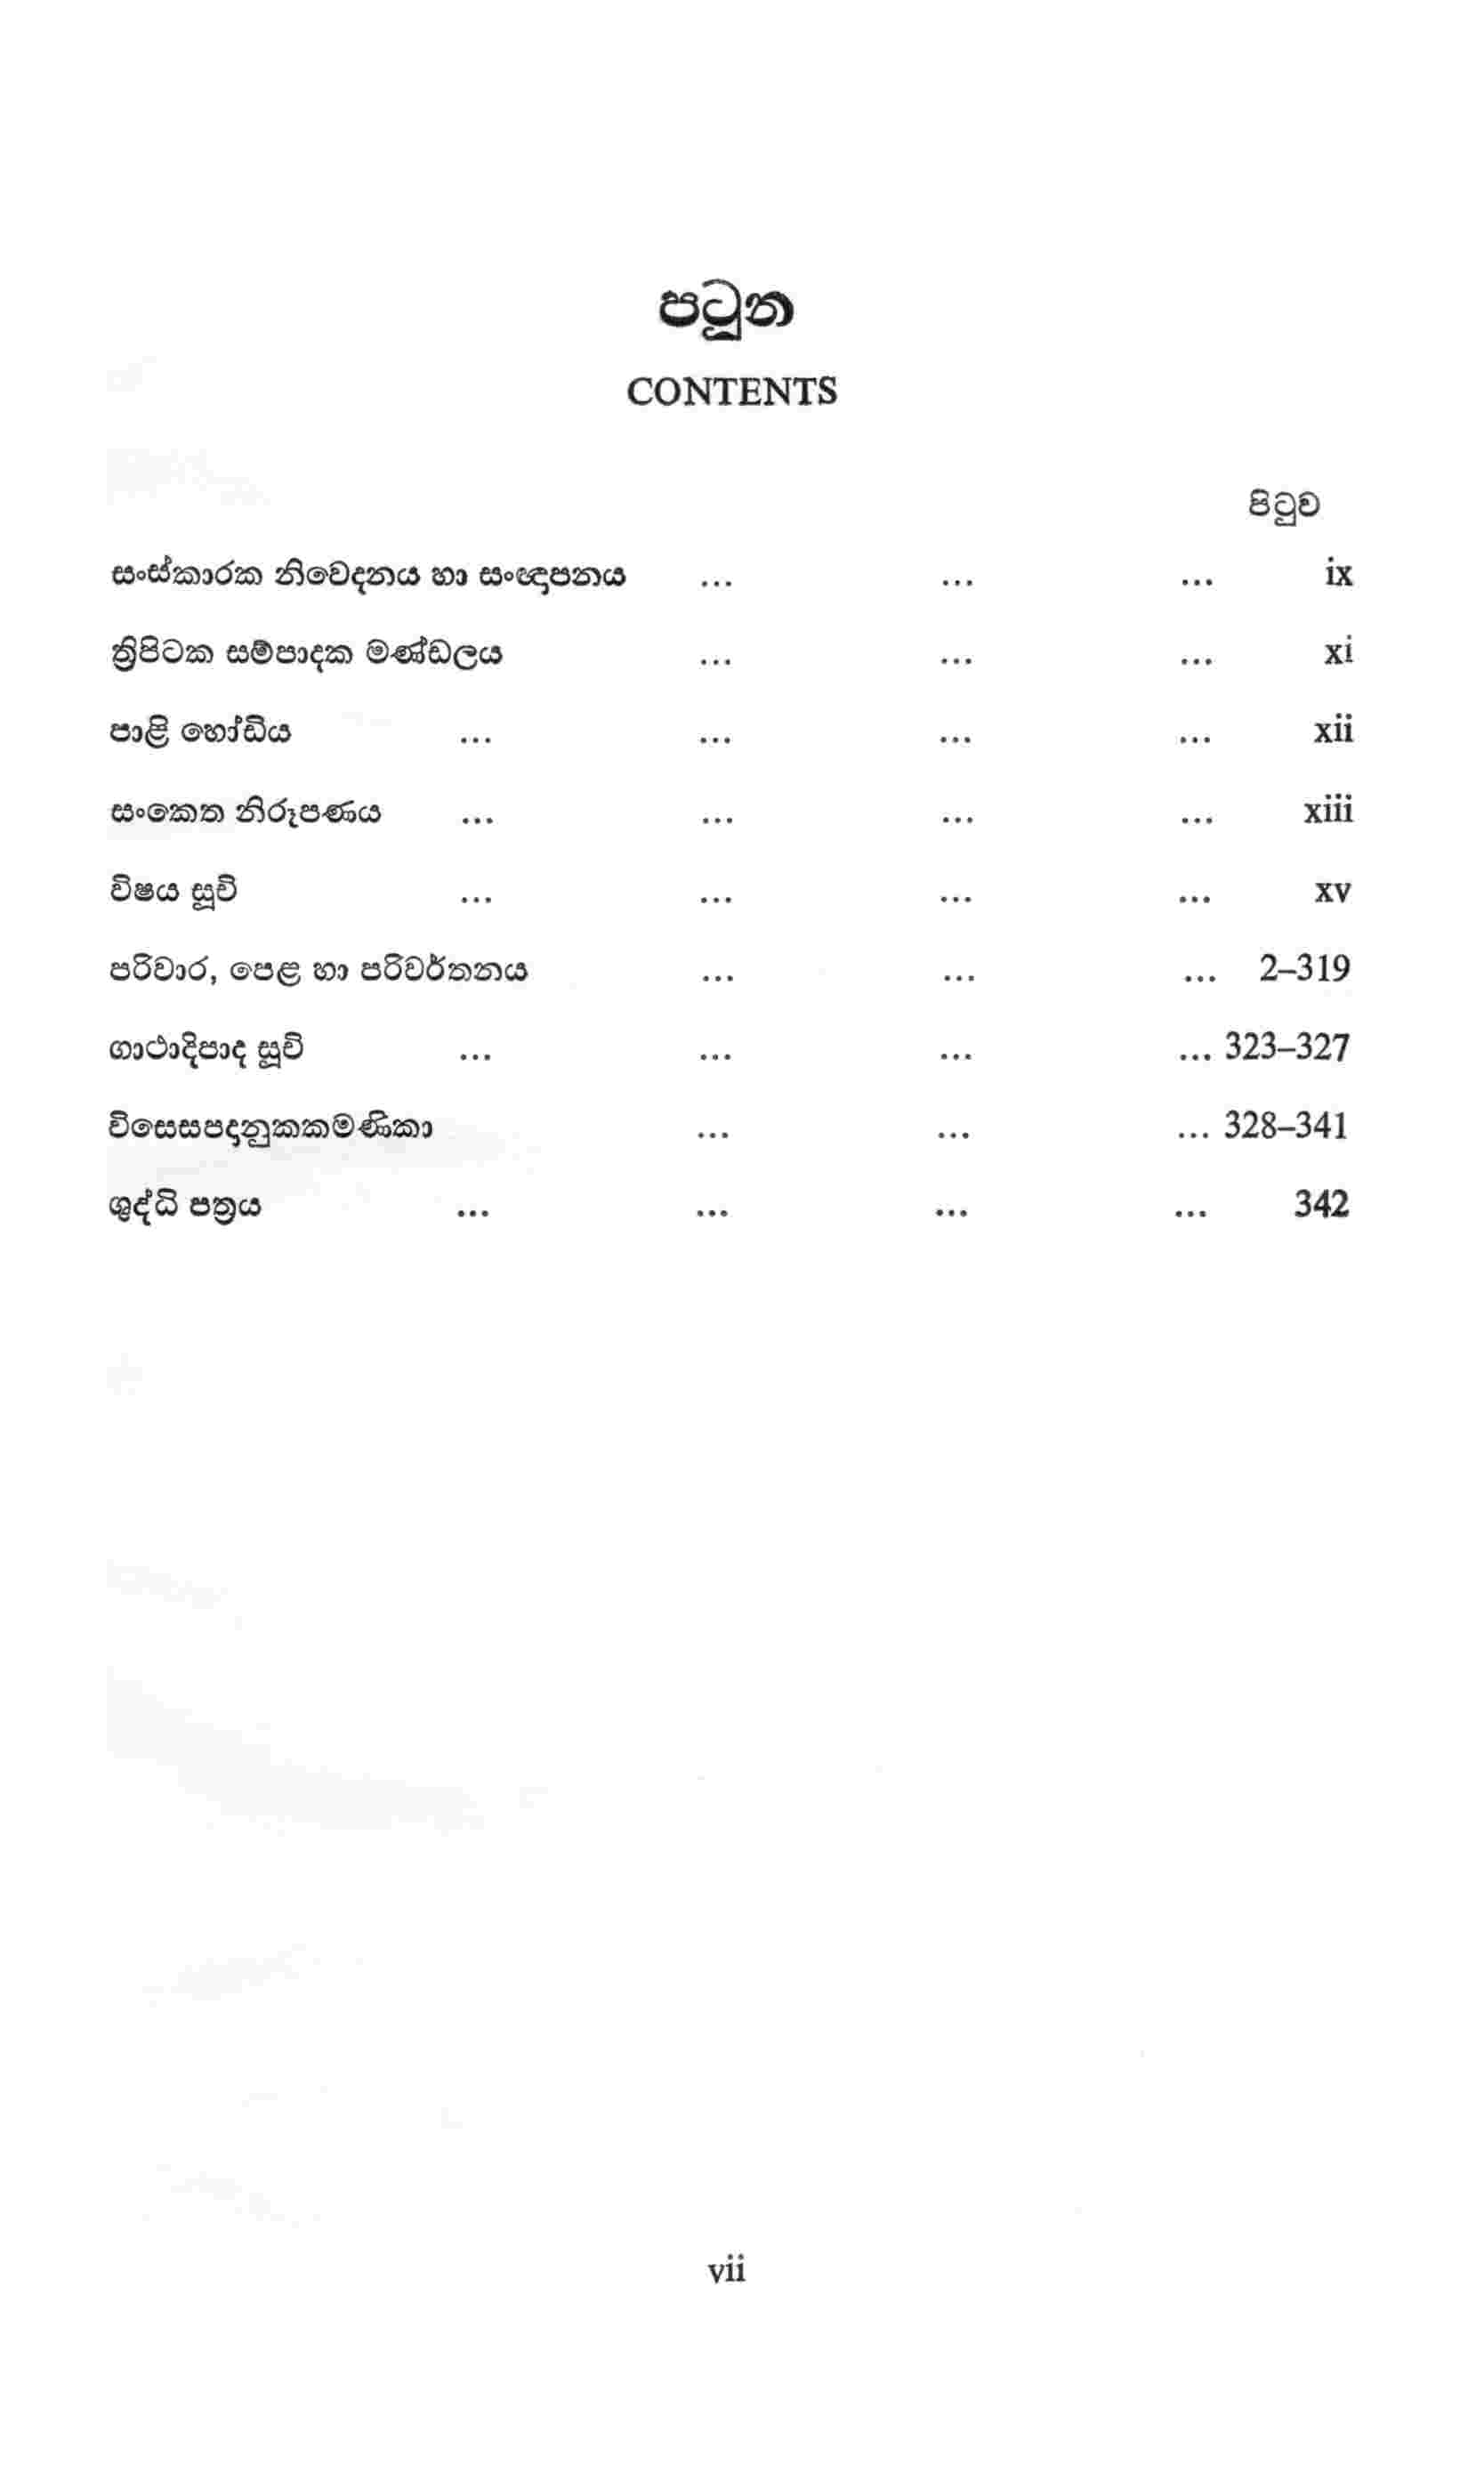 පටුන
CONTENTS
පිටුව
සංස්කාරක නිවෙදනය හා සංඥාපනය ... ... ... ix
ත්‍රිපිටක සම්පාදක මණ්ඩලය ... ... ... xi
පාළි හෝඩිය ... ... ... ... xii
සංකෙත නිරූපණය ... ... ... ... xiii
විෂය සූචි ... ... ... ... xv
පරිවාර, පෙළ හා පරිවර්තනය ... ... ... 2–319
ගාථාදිපාද සූචි ... ... ... ... 323–327
විසෙසපදානුක්කමණිකා ... ... ... 328–341
ශුද්ධි පත්‍රය ... ... ... ... 342
vii